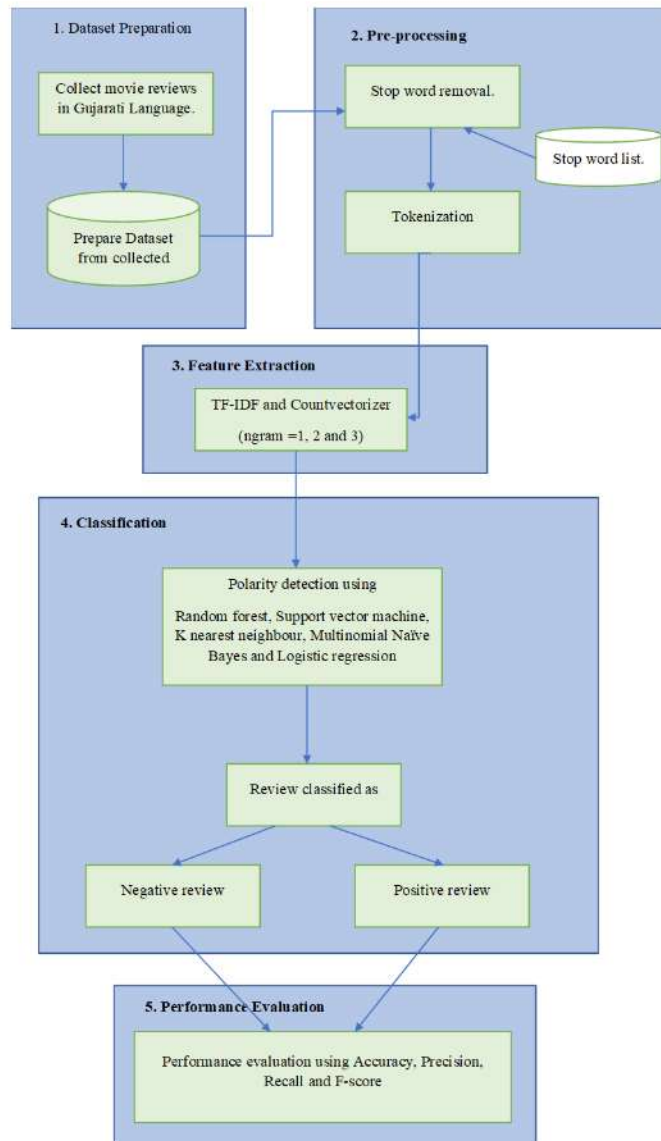 1. Dataset Preparation
Collect movie reviews
in Gujarati Language.
Prepare Dataset
from collected
2. Pre-processing
Stop word removal.
Stop word list.
Tokenization
3. Feature Extraction
TF-IDF and Countvectorizer
(ngram =1, 2 and 3)
4. Classification
Polarity detection using
Random forest, Support vector machine,
K nearest neighbour, Multinomial Naïve
Bayes and Logistic regression
Review classified as
Negative review
Positive review
5. Performance Evaluation
Performance evaluation using Accuracy, Precision,
Recall and F-score